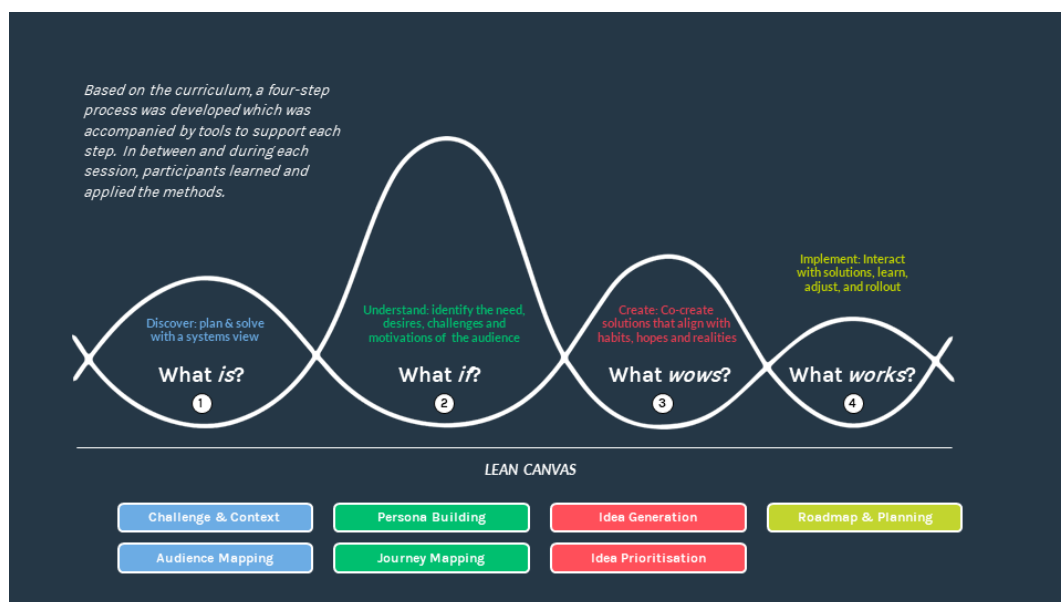 Based on the curriculum, a four-step
process was developed which was
accompanied by tools to support each
step. In between and during each
session, participants learned and
applied the methods.
Discover: plan & solve
with a systems view
What is?
1
Understand: identify the need,
desires, challenges and
motivations of the audience
What if?
2
Create: Co-create
solutions that align with
habits, hopes and realities
What wows?
3
Implement: Interact
with solutions, learn,
adjust, and rollout
What works?
4
LEAN CANVAS
Challenge & Context
Persona Building
Idea Generation
Roadmap & Planning
Audience Mapping
Journey Mapping
Idea Prioritisation